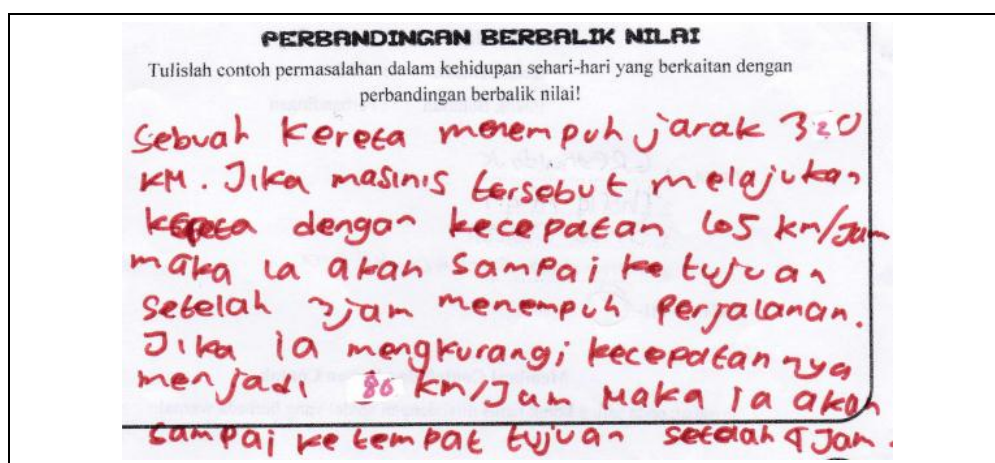 PERBANDINGAN BERBALIK NILAI
Tulislah contoh permasalahan dalam kehidupan sehari-hari yang berkaitan dengan
perbandingan berbalik nilai!
Sebuah kereta menempuh jarak 320
KM. Jika masinis tersebut melajukan
kereta dengan kecepatan 105 km/jam
maka ia akan sampai ke tujuan
setelah 3jam menempuh perjalanan.
Jika ia mengkurangi kecepatannya
menjadi 80 km/Jam Maka ia akan
sampai ke tempat tujuan setelah 4 Jam.